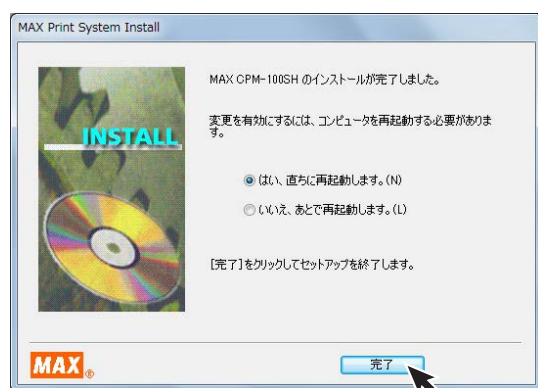 MAX Print System Install
INSTALL
MAX CPM-100SH のインストールが完了しました。
変更を有効にするには、コンピュータを再起動する必要がありま
す。
はい、直ちに再起動します。(N)
いいえ、あとで再起動します。(L)
[完了]をクリックしてセットアップを終了します。
MAX®
完了